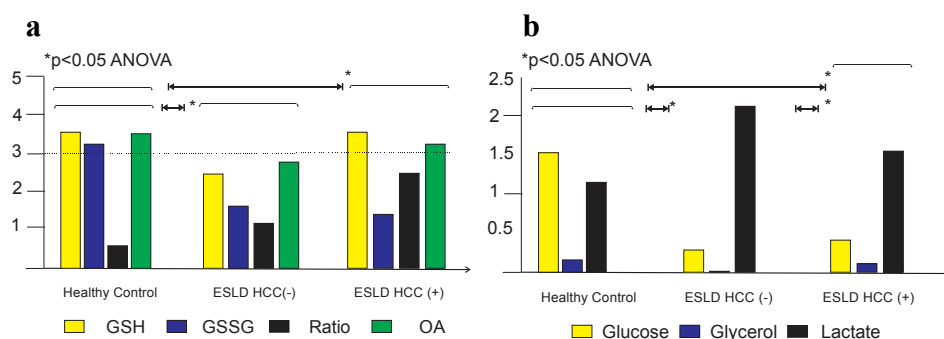 a
*p<0.05 ANOVA
5
4
3
2
1
*
*
Healthy Control
ESLD HCC(-)
ESLD HCC (+)
GSH
GSSG
Ratio
OA
b
*p<0.05 ANOVA
2.5
2
1.5
1
0.5
*
*
*
Healthy Control
ESLD HCC (-)
ESLD HCC (+)
Glucose
Glycerol
Lactate